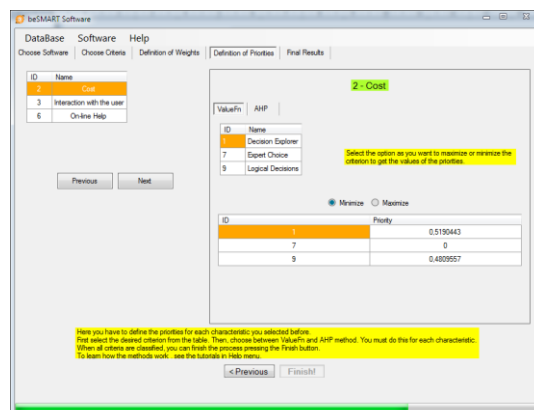 beSMART Software
DataBase Software Help
Choose Software Choose Criteria Definition of Weights Definition of Priorities Final Results
ID Name
2 Cost
3 Interaction with the user
6 On-line Help
Previous Next
2 - Cost
ValueFn AHP
ID Name
1 Decision Explorer
7 Expert Choice
9 Logical Decisions
Select the option as you want to maximize or minimize the
criterion to get the values of the priorities.
Minimize Maximize
ID Priority
1 0,5190443
7 0
9 0,4809557
Here you have to define the priorities for each characteristic you selected before.
First select the desired criterion from the table. Then, choose between ValueFn and AHP method. You must do this for each characteristic.
When all criteria are classified, you can finish the process pressing the Finish button.
To learn how the methods work . see the tutorials in Help menu.
< Previous Finish!